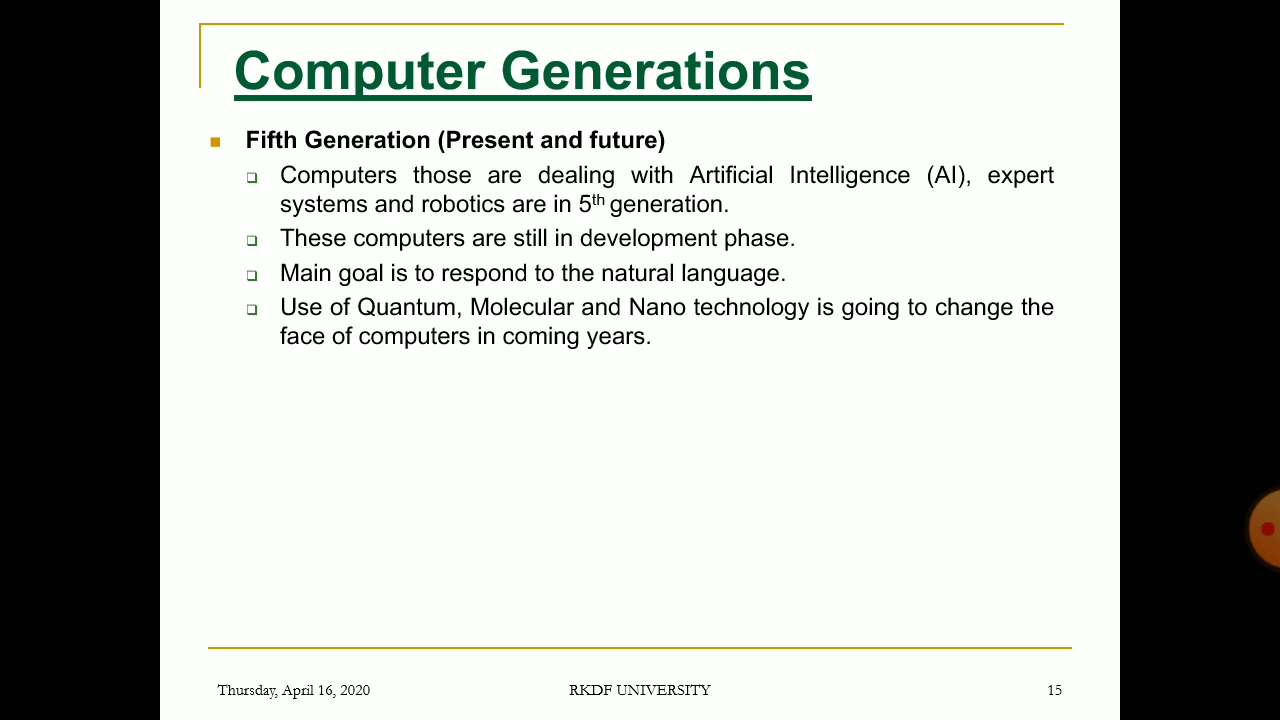 Computer Generations
Fifth Generation (Present and future)
Computers those are dealing with Artificial Intelligence (AI), expert
systems and robotics are in 5th generation.
These computers are still in development phase.
Main goal is to respond to the natural language.
Use of Quantum, Molecular and Nano technology is going to change the
face of computers in coming years.
Thursday, April 16, 2020 RKDF UNIVERSITY 15